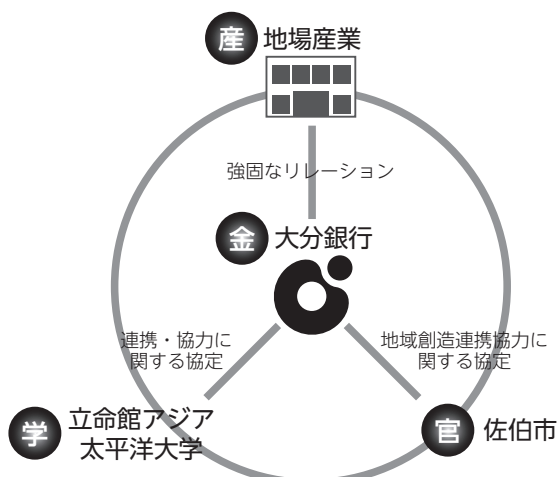 産 地場産業
強固なリレーション
金 大分銀行
連携・協力に
関する協定
地域創造連携協力に
関する協定
学 立命館アジア
太平洋大学
官 佐伯市